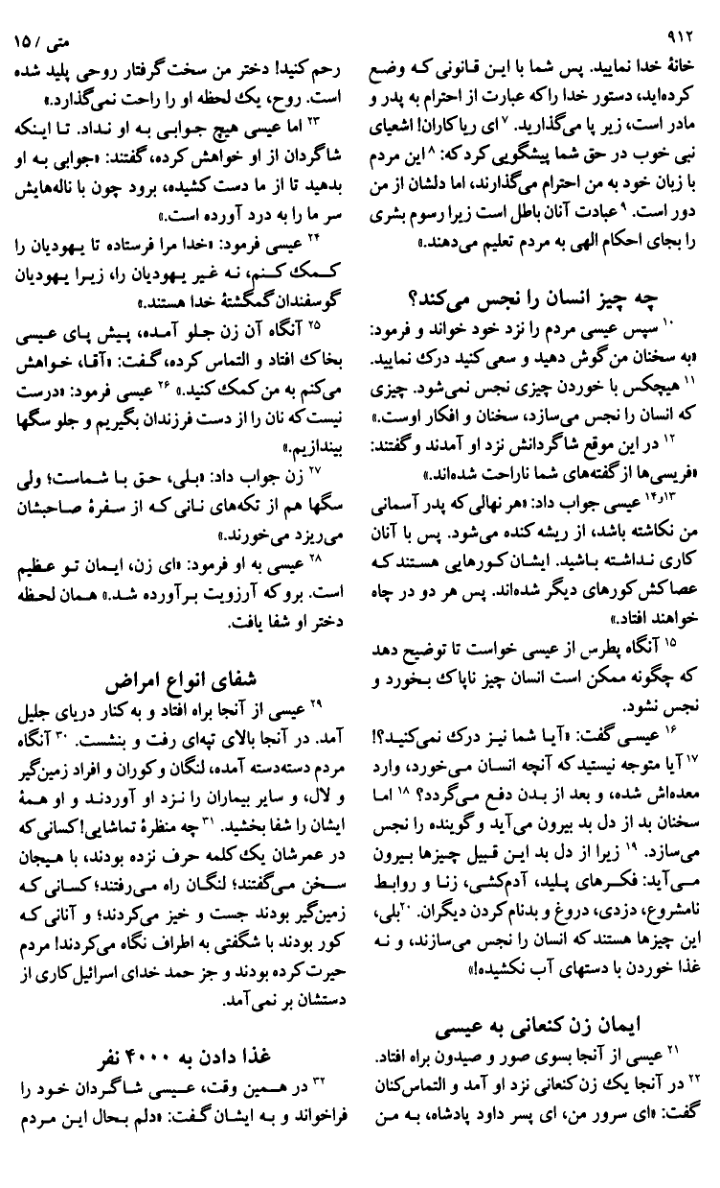 ۹۱۲
متی / ۱۵
خانهٔ خدا نمایید. پس شما با این قانونی که وضع
کرده‌اید، دستور خدا را که عبارت از احترام به پدر و
مادر است، زیر پا می‌گذارید. ۷ ای ریاکاران! اشعیای
نبی خوب در حق شما پیشگویی کرد که: ۸ «این مردم
با زبان خود به من احترام می‌گذارند، اما دلشان از من
دور است. ۹ عبادت آنان باطل است زیرا رسوم بشری
را بجای احکام الهی به مردم تعلیم می‌دهند.»
چه چیز انسان را نجس می‌کند؟
۱۰ سپس عیسی مردم را نزد خود خواند و فرمود:
«به سخنان من گوش دهید و سعی کنید درک نمایید.
۱۱ هیچکس با خوردن چیزی نجس نمی‌شود. چیزی
که انسان را نجس می‌سازد، سخنان و افکار اوست.»
۱۲ در این موقع شاگردانش نزد او آمدند و گفتند:
«فریسی‌ها از گفته‌های شما ناراحت شده‌اند.»
۱۳و۱۴ عیسی جواب داد: «هر نهالی که پدر آسمانی
من نکاشته باشد، از ریشه کنده می‌شود. پس با آنان
کاری نداشته باشید. ایشان کورهایی هستند که
عصاکش کورهای دیگر شده‌اند. پس هر دو در چاه
خواهند افتاد.»
۱۵ آنگاه پطرس از عیسی خواست تا توضیح دهد
که چگونه ممکن است انسان چیز ناپاک بخورد و
نجس نشود.
۱۶ عیسی گفت: «آیا شما نیز درک نمی‌کنید؟!
۱۷ آیا متوجه نیستید که آنچه انسان می‌خورد، وارد
معده‌اش شده، و بعد از بدن دفع می‌گردد؟ ۱۸ اما
سخنان بد از دل بد بیرون می‌آید و گوینده را نجس
می‌سازد. ۱۹ زیرا از دل بد این قبیل چیزها بیرون
می‌آید: فکرهای پلید، آدم‌کشی، زنا و روابط
نامشروع، دزدی، دروغ و بدنام کردن دیگران. ۲۰ بلی،
این چیزها هستند که انسان را نجس می‌سازند، و نه
غذا خوردن با دستهای آب نکشیده!»
ایمان زن کنعانی به عیسی
۲۱ عیسی از آنجا بسوی صور و صیدون براه افتاد.
۲۲ در آنجا یک زن کنعانی نزد او آمد و التماس‌کنان
گفت: «ای سرور من، ای پسر داود پادشاه، به من
رحم کنید! دختر من سخت گرفتار روحی پلید شده
است. روح، یک لحظه او را راحت نمی‌گذارد.»
۲۳ اما عیسی هیچ جوابی به او نداد. تا اینکه
شاگردان از او خواهش کرده، گفتند: «جوابی به او
بدهید تا از ما دست کشیده، برود چون با ناله‌هایش
سر ما را به درد آورده است.»
۲۴ عیسی فرمود: «خدا مرا فرستاده تا یهودیان را
کمک کنم، نه غیر یهودیان را، زیرا یهودیان
گوسفندان گمگشتهٔ خدا هستند.»
۲۵ آنگاه آن زن جلو آمده، پیش پای عیسی
بخاک افتاد و التماس کرده، گفت: «آقا، خواهش
می‌کنم به من کمک کنید.» ۲۶ عیسی فرمود: «درست
نیست که نان را از دست فرزندان بگیریم و جلو سگها
بیندازیم.»
۲۷ زن جواب داد: «بلی، حق با شماست؛ ولی
سگها هم از تکه‌های نانی که از سفرهٔ صاحبشان
می‌ریزد می‌خورند.»
۲۸ عیسی به او فرمود: «ای زن، ایمان تو عظیم
است. برو که آرزویت برآورده شد.» همان لحظه
دختر او شفا یافت.
شفای انواع امراض
۲۹ عیسی از آنجا براه افتاد و به کنار دریای جلیل
آمد. در آنجا بالای تپه‌ای رفت و بنشست. ۳۰ آنگاه
مردم دسته‌دسته آمده، لنگان و کوران و افراد زمین‌گیر
و لال، و سایر بیماران را نزد او آوردند و او همهٔ
ایشان را شفا بخشید. ۳۱ چه منظرهٔ تماشایی! کسانی که
در عمرشان یک کلمه حرف نزده بودند، با هیجان
سخن می‌گفتند؛ لنگان راه می‌رفتند؛ کسانی که
زمین‌گیر بودند جست و خیز می‌کردند؛ و آنانی که
کور بودند با شگفتی به اطراف نگاه می‌کردند! مردم
حیرت کرده بودند و جز حمد خدای اسرائیل کاری از
دستشان بر نمی‌آمد.
غذا دادن به ۴۰۰۰ نفر
۳۲ در همین وقت، عیسی شاگردان خود را
فراخواند و به ایشان گفت: «دلم بحال این مردم